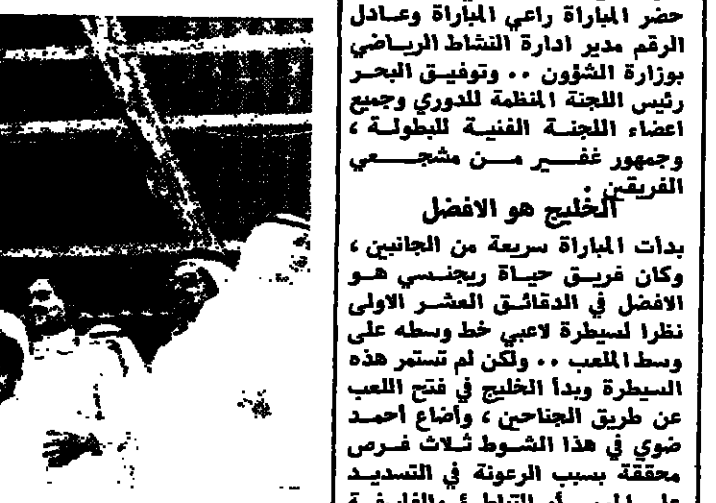 حضر المباراة راعي المباراة وعادل
الرقم مدير ادارة النشاط الرياضي
بوزارة الشؤون .. وتوفيق البحر
رئيس اللجنة المنظمة للدوري وجميع
اعضاء اللجنة الفنية للبطولة ،
وجمهور غفير من مشجعي
الفريقين .
الخليج هو الافضل
بدأت المباراة سريعة من الجانبين ،
وكان فريق حياة ريجنسي هو
الافضل في الدقائق العشر الاولى
نظرا لسيطرة لاعبي خط وسطه على
وسط الملعب .. ولكن لم تستمر هذه
السيطرة وبدأ الخليج في فتح اللعب
عن طريق الجناحين ، وأضاع أحمد
ضوي في هذا الشوط ثلاث فرص
محققة بسبب الرعونة في التسديد